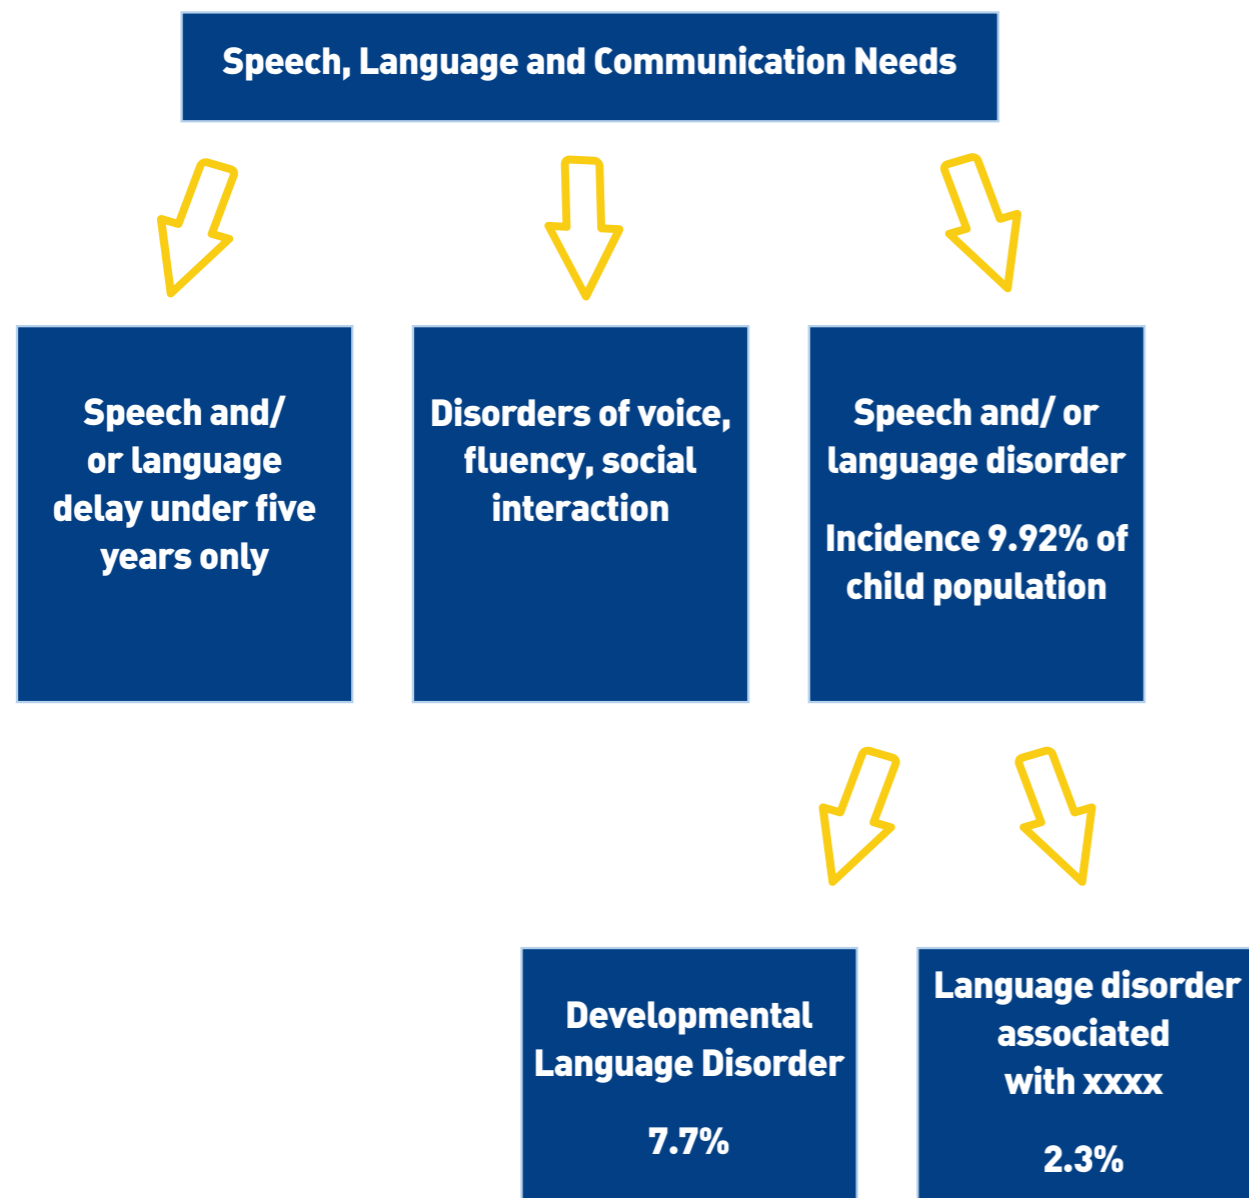 Speech, Language and Communication Needs
Speech and/
or language
delay under five
years only
Disorders of voice,
fluency, social
interaction
Speech and/ or
language disorder
Incidence 9.92% of
child population
Developmental
Language Disorder
7.7%
Language disorder
associated
with xxxx
2.3%